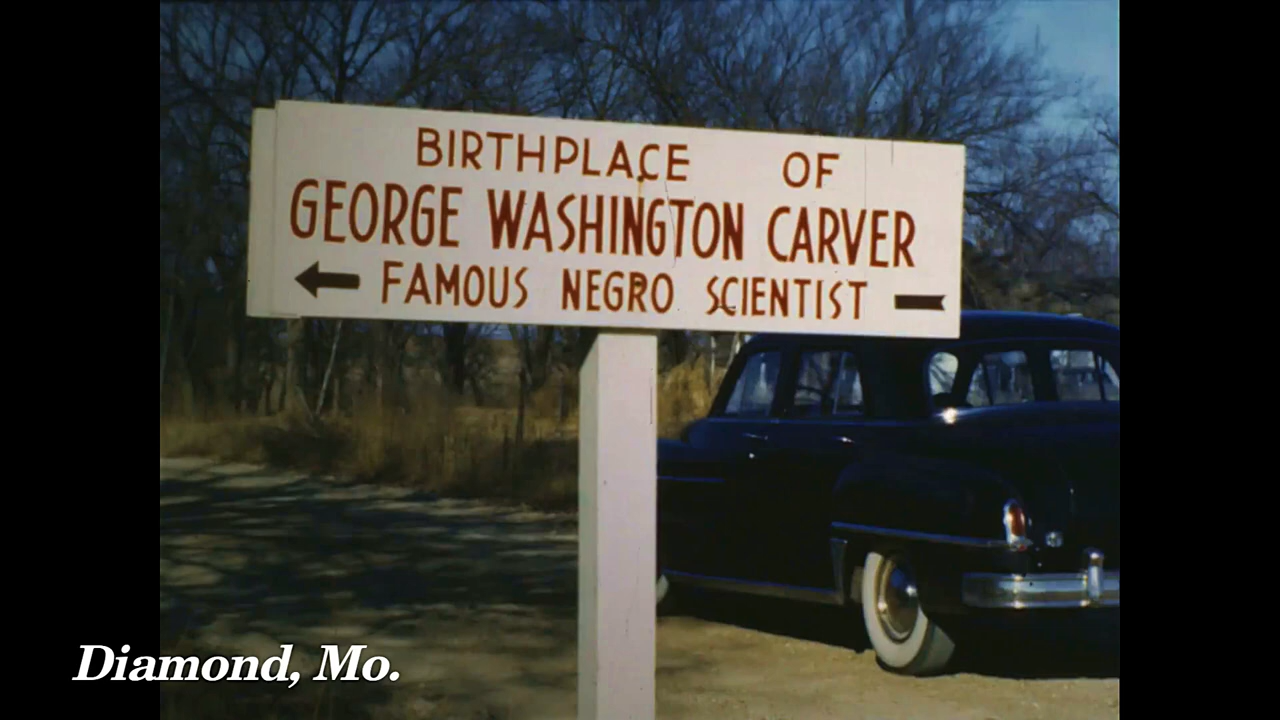 BIRTHPLACE OF
GEORGE WASHINGTON CARVER
FAMOUS NEGRO SCIENTIST
Diamond, Mo.